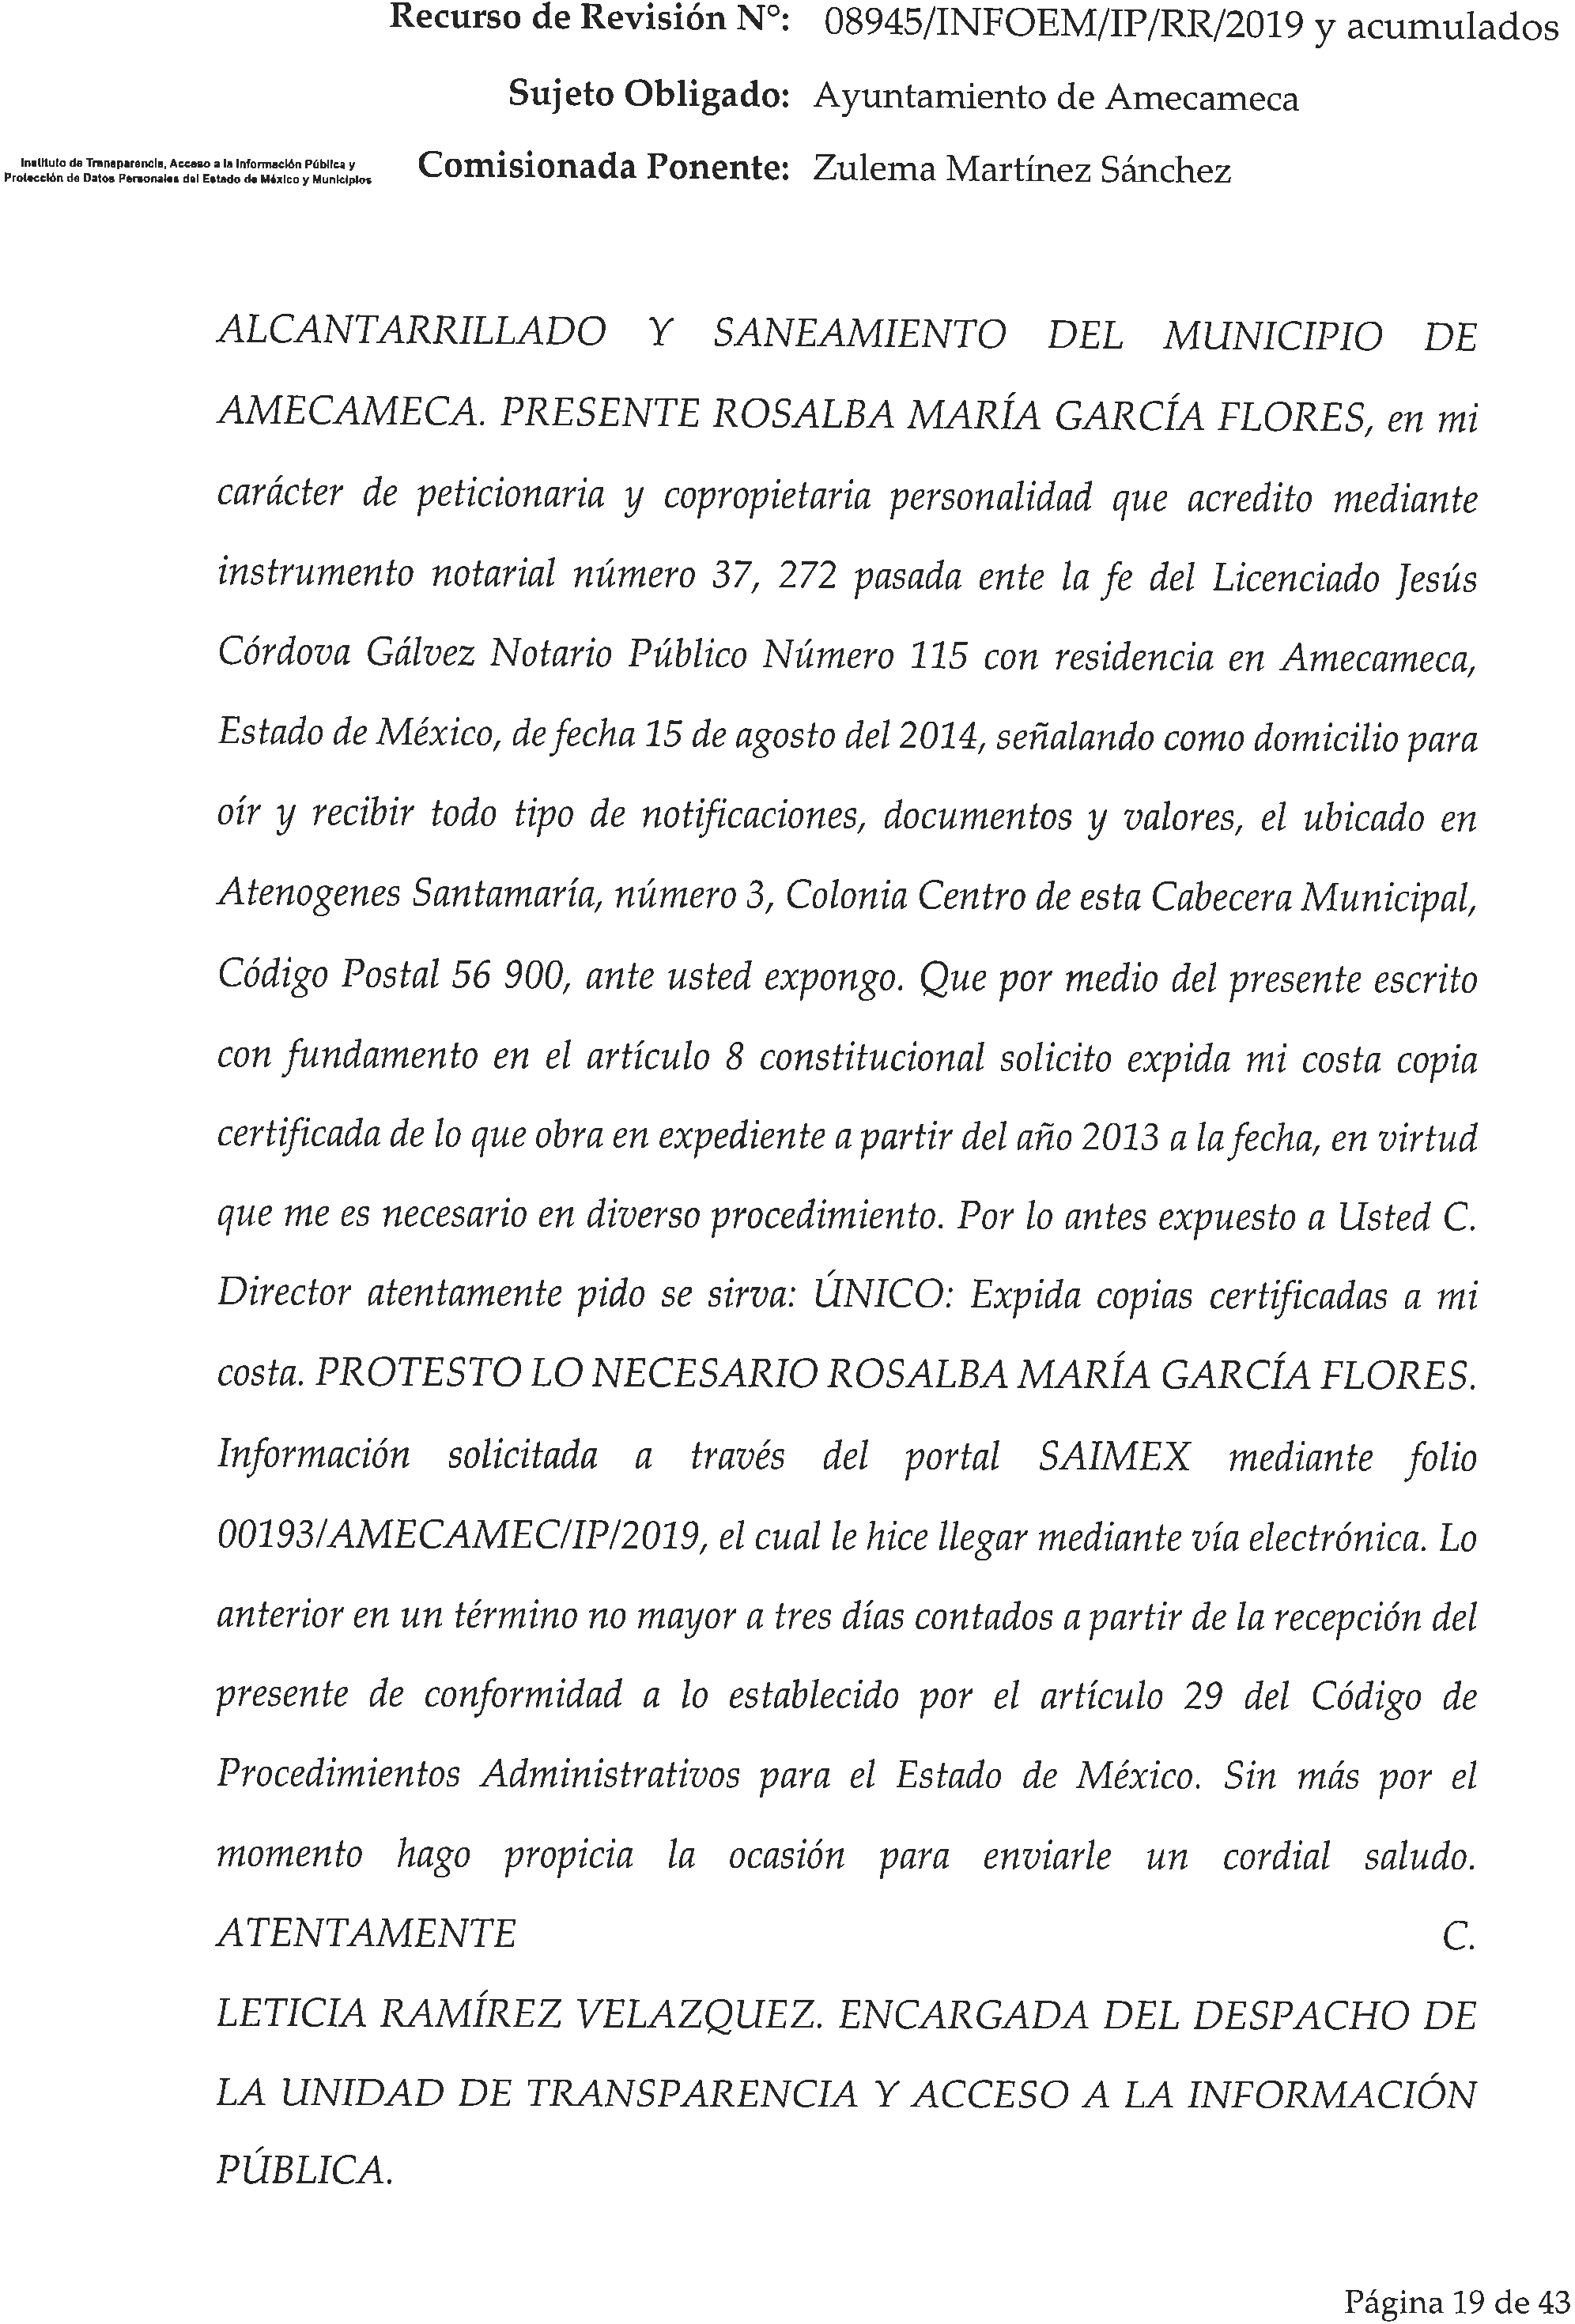 Recurso de Revisión N°: 08945/INFOEM/IP/RR/2019 y acumulados
Sujeto Obligado: Ayuntamiento de Amecameca
Instituto de Transparencia, Acceso a la Información Pública y
Protección de Datos Personales del Estado de México y Municipios
Comisionada Ponente: Zulema Martínez Sánchez
ALCANTARRILLADO Y SANEAMIENTO DEL MUNICIPIO DE
AMECAMECA. PRESENTE ROSALBA MARÍA GARCÍA FLORES, en mi
carácter de peticionaria y copropietaria personalidad que acredito mediante
instrumento notarial número 37, 272 pasada ente la fe del Licenciado Jesús
Córdova Gálvez Notario Público Número 115 con residencia en Amecameca,
Estado de México, de fecha 15 de agosto del 2014, señalando como domicilio para
oír y recibir todo tipo de notificaciones, documentos y valores, el ubicado en
Atenogenes Santamaría, número 3, Colonia Centro de esta Cabecera Municipal,
Código Postal 56 900, ante usted expongo. Que por medio del presente escrito
con fundamento en el artículo 8 constitucional solicito expida mi costa copia
certificada de lo que obra en expediente a partir del año 2013 a la fecha, en virtud
que me es necesario en diverso procedimiento. Por lo antes expuesto a Usted C.
Director atentamente pido se sirva: ÚNICO: Expida copias certificadas a mi
costa. PROTESTO LO NECESARIO ROSALBA MARÍA GARCÍA FLORES.
Información solicitada a través del portal SAIMEX mediante folio
00193/AMECAMEC/IP/2019, el cual le hice llegar mediante vía electrónica. Lo
anterior en un término no mayor a tres días contados a partir de la recepción del
presente de conformidad a lo establecido por el artículo 29 del Código de
Procedimientos Administrativos para el Estado de México. Sin más por el
momento hago propicia la ocasión para enviarle un cordial saludo.
ATENTAMENTE C.
LETICIA RAMÍREZ VELAZQUEZ. ENCARGADA DEL DESPACHO DE
LA UNIDAD DE TRANSPARENCIA Y ACCESO A LA INFORMACIÓN
PÚBLICA.
Página 19 de 43